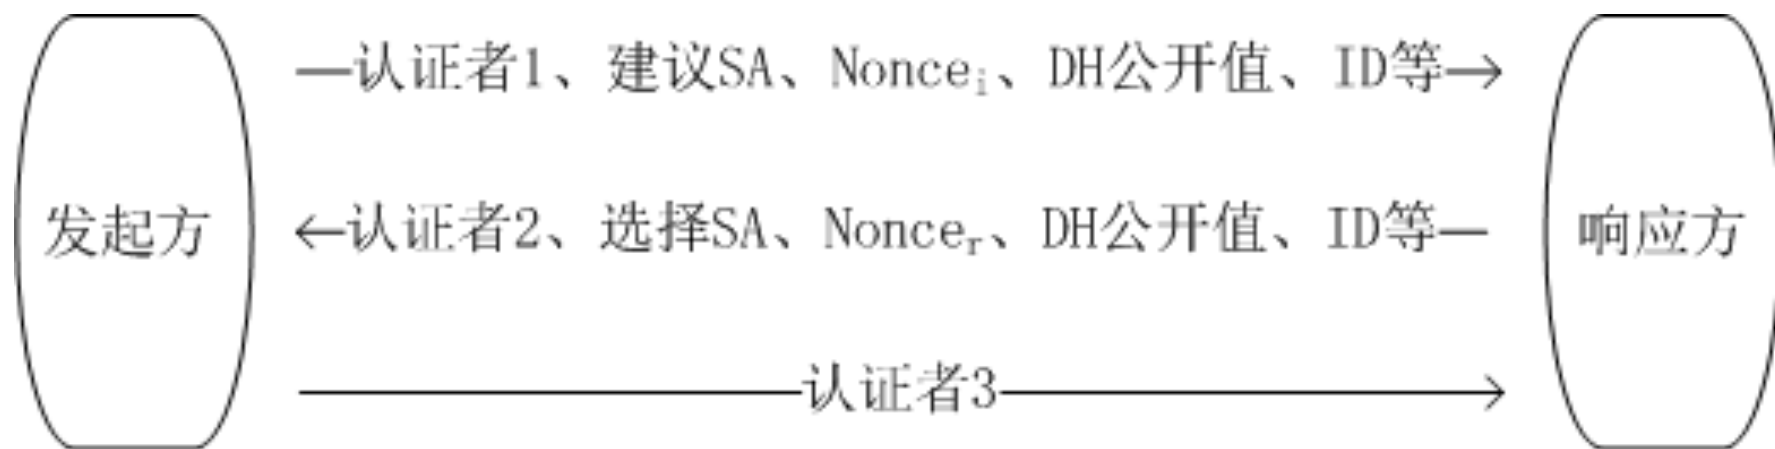 认证者1、建议SA、Nonceᵢ、DH公开值、ID等
发起方
认证者2、选择SA、Nonceᵣ、DH公开值、ID等
响应方
认证者3